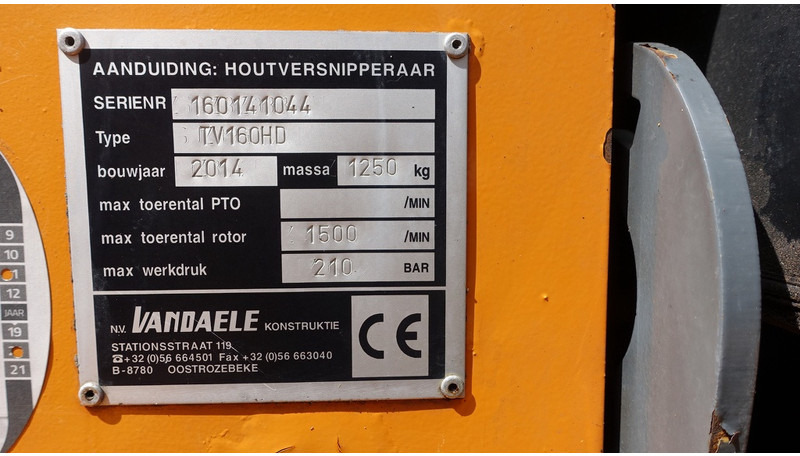 AANDUIDING: HOUTVERSNIPPERAAR
SERIENR 160141044
Type TV160HD
bouwjaar 2014 massa 1250 kg
max toerental PTO /MIN
max toerental rotor 1500 /MIN
max werkdruk 210 BAR
N.V. VANDAELE KONSTRUKTIE
STATIONSSTRAAT 119
☎+32 (0)56 664501 Fax +32 (0)56 663040
B-8780 OOSTROZEBEKE
CE
9
10
12
JAAR
19
21